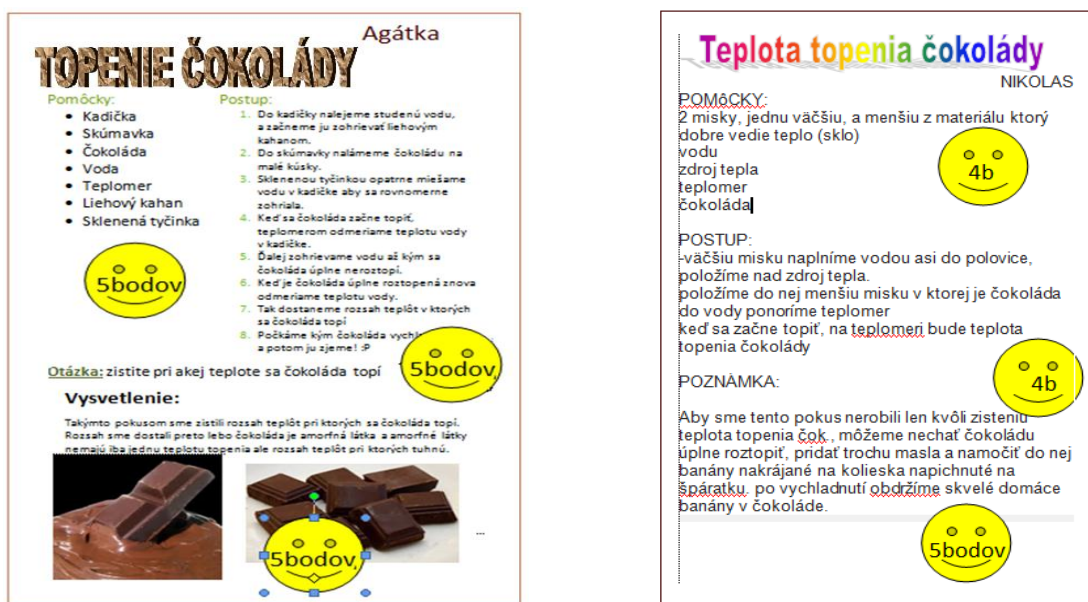 Agátka
TOPENIE ČOKOLÁDY
Pomôcky:
Kadička
Skúmavka
Čokoláda
Voda
Teplomer
Liehový kahan
Sklenená tyčinka
5bodov
Postup:
1. Do kadičky nalejeme studenú vodu,
a začneme ju zohrievať liehovým
kahanom.
2. Do skúmavky nalámeme čokoládu na
malé kúsky.
3. Sklenenou tyčinkou opatrne miešame
vodu v kadičke aby sa rovnomerne
zohriala.
4. Keď sa čokoláda začne topiť,
teplomerom odmeriame teplotu vody
v kadičke.
5. Ďalej zohrievame vodu až kým sa
čokoláda úplne neroztopí.
6. Keď je čokoláda úplne roztopená znova
odmeriame teplotu vody.
7. Tak dostaneme rozsah teplôt v ktorých
sa čokoláda topí
8. Počkáme kým čokoláda
a potom ju zjeme! :P
5bodov,
Otázka: zistite pri akej teplote sa čokoláda topí
Vysvetlenie:
Takýmto pokusom sme zistili rozsah teplôt pri ktorých sa čokoláda topí.
Rozsah sme dostali preto lebo čokoláda je amorfná látka a amorfné látky
nemajú iba jednu teplotu topenia ale rozsah teplôt pri ktorých tuhnú.
5bodov,
...
Teplota topenia čokolády
NIKOLAS
POMôCKY:
2 misky, jednu väčšiu, a menšiu z materiálu ktorý
dobre vedie teplo (sklo)
vodu
zdroj tepla
teplomer
čokoláda
4b
POSTUP:
-väčšiu misku naplníme vodou asi do polovice,
položíme nad zdroj tepla.
položíme do nej menšiu misku v ktorej je čokoláda
do vody ponoríme teplomer
keď sa začne topiť, na teplomeri bude teplota
topenia čokolády
4b
POZNÁMKA:
Aby sme tento pokus nerobili len kvôli zisteniu
teplota topenia čok., môžeme nechať čokoládu
úplne roztopiť, pridať trochu masla a namočiť do nej
banány nakrájané na kolieska napichnuté na
špáratku. po vychladnutí obdržíme skvelé domáce
banány v čokoláde.
5bodov